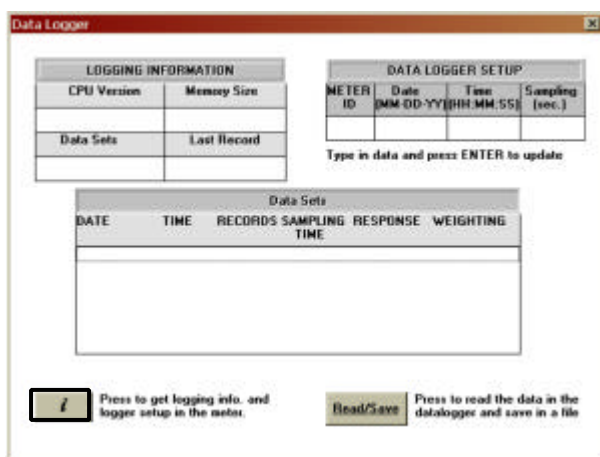 Data Logger
LOGGING INFORMATION
CPU Version Memory Size
Data Sets Last Record
DATA LOGGER SETUP
METER ID Date (MM-DD-YY) Time (HH:MM:SS) Sampling (sec.)
Type in data and press ENTER to update
Data Sets
DATE TIME RECORDS SAMPLING TIME RESPONSE WEIGHTING
i
Press to get logging info. and
logger setup in the meter.
Read/Save
Press to read the data in the
datalogger and save in a file